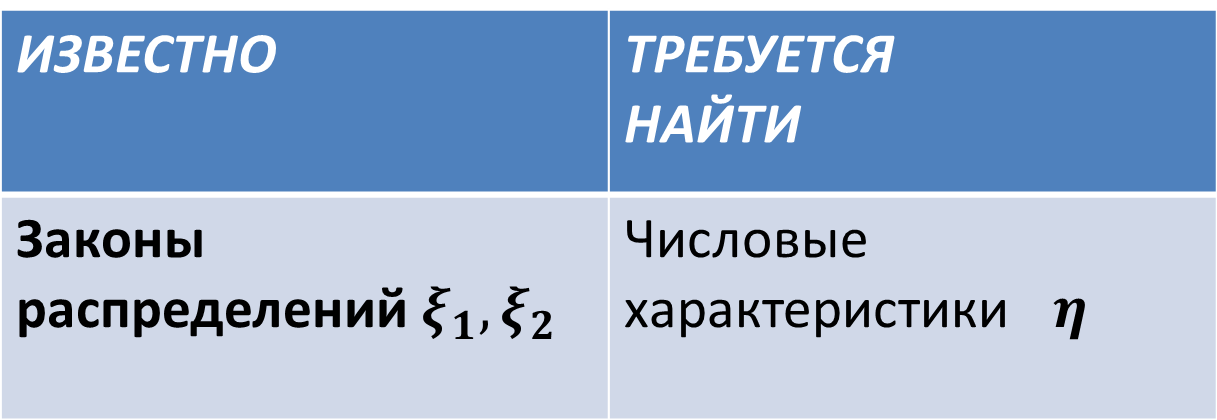 ИЗВЕСТНО
ТРЕБУЕТСЯ
НАЙТИ
Законы
распределений ξ₁, ξ₂
Числовые
характеристики η